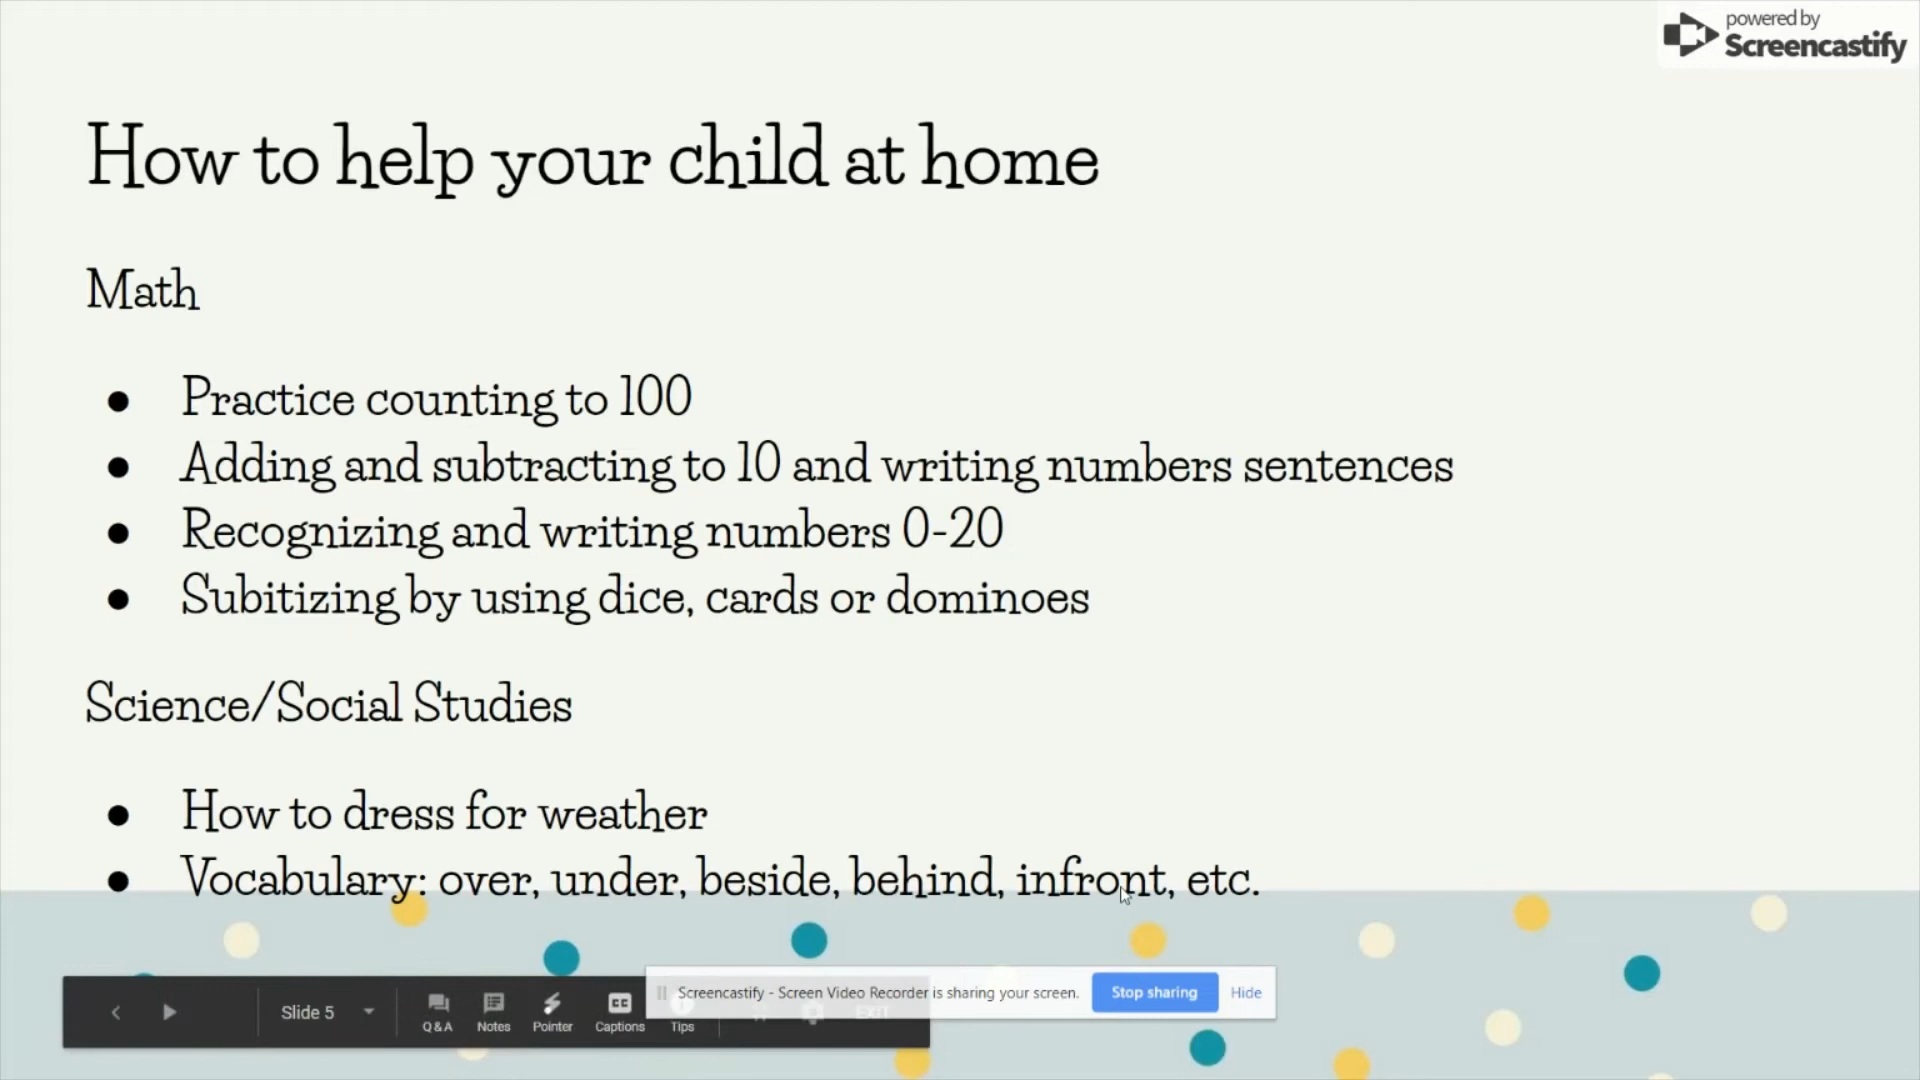 powered by
Screencastify
How to help your child at home
Math
● Practice counting to 100
● Adding and subtracting to 10 and writing numbers sentences
● Recognizing and writing numbers 0-20
● Subitizing by using dice, cards or dominoes
Science/Social Studies
● How to dress for weather
● Vocabulary: over, under, beside, behind, infront, etc.
Screencastify - Screen Video Recorder is sharing your screen. Stop sharing Hide
Slide 5 Q&A Notes Pointer CC Captions Tips EXIT